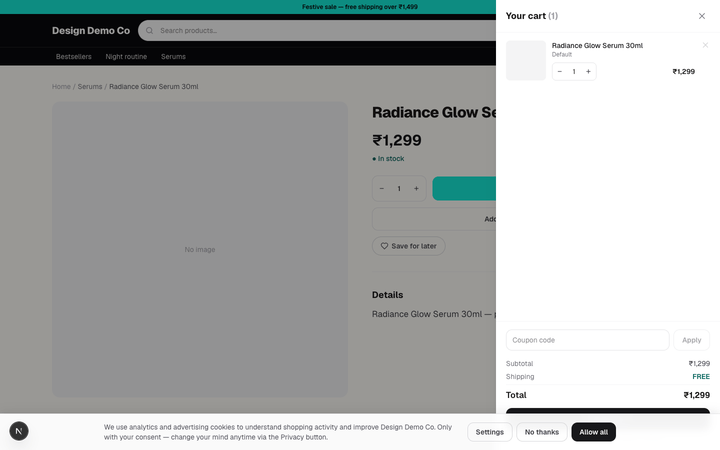 Festive sale — free shipping over ₹1,499
Design Demo Co
Search products…
Bestsellers
Night routine
Serums
Home / Serums / Radiance Glow Serum 30ml
No image
Radiance Glow Se
₹1,299
In stock
− 1 +
Add
Save for later
Details
Radiance Glow Serum 30ml —
Your cart (1)
Radiance Glow Serum 30ml
Default
− 1 +
₹1,299
Coupon code
Apply
Subtotal
₹1,299
Shipping
FREE
Total
₹1,299
N
We use analytics and advertising cookies to understand shopping activity and improve Design Demo Co. Only
with your consent — change your mind anytime via the Privacy button.
Settings
No thanks
Allow all